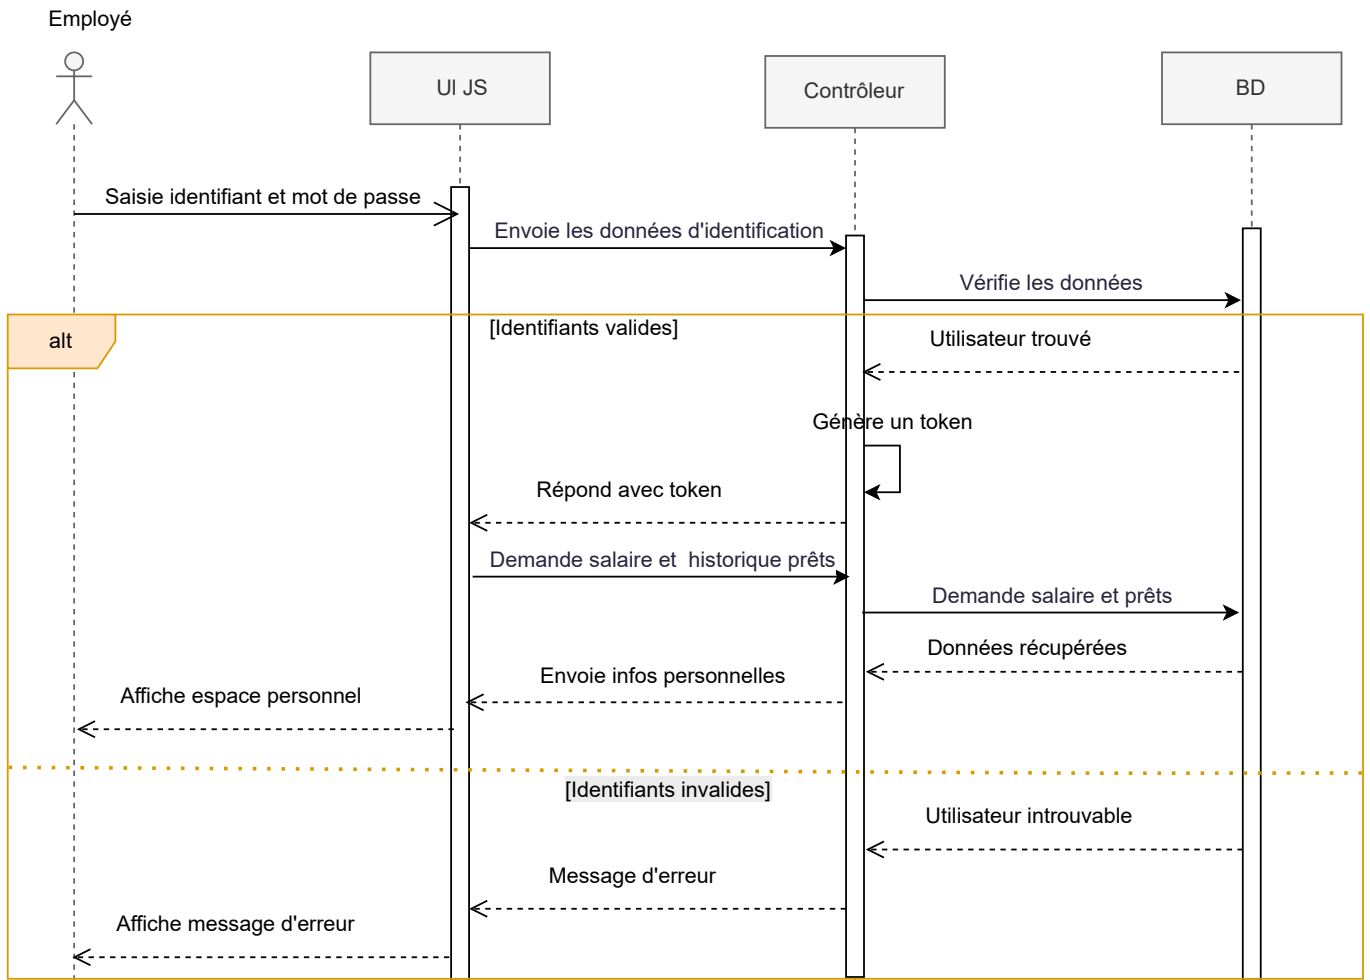 Employé
UI JS
Contrôleur
BD
Saisie identifiant et mot de passe
Envoie les données d'identification
Vérifie les données
alt
[Identifiants valides]
Utilisateur trouvé
Génère un token
Répond avec token
Demande salaire et  historique prêts
Demande salaire et prêts
Données récupérées
Envoie infos personnelles
Affiche espace personnel
[Identifiants invalides]
Utilisateur introuvable
Message d'erreur
Affiche message d'erreur